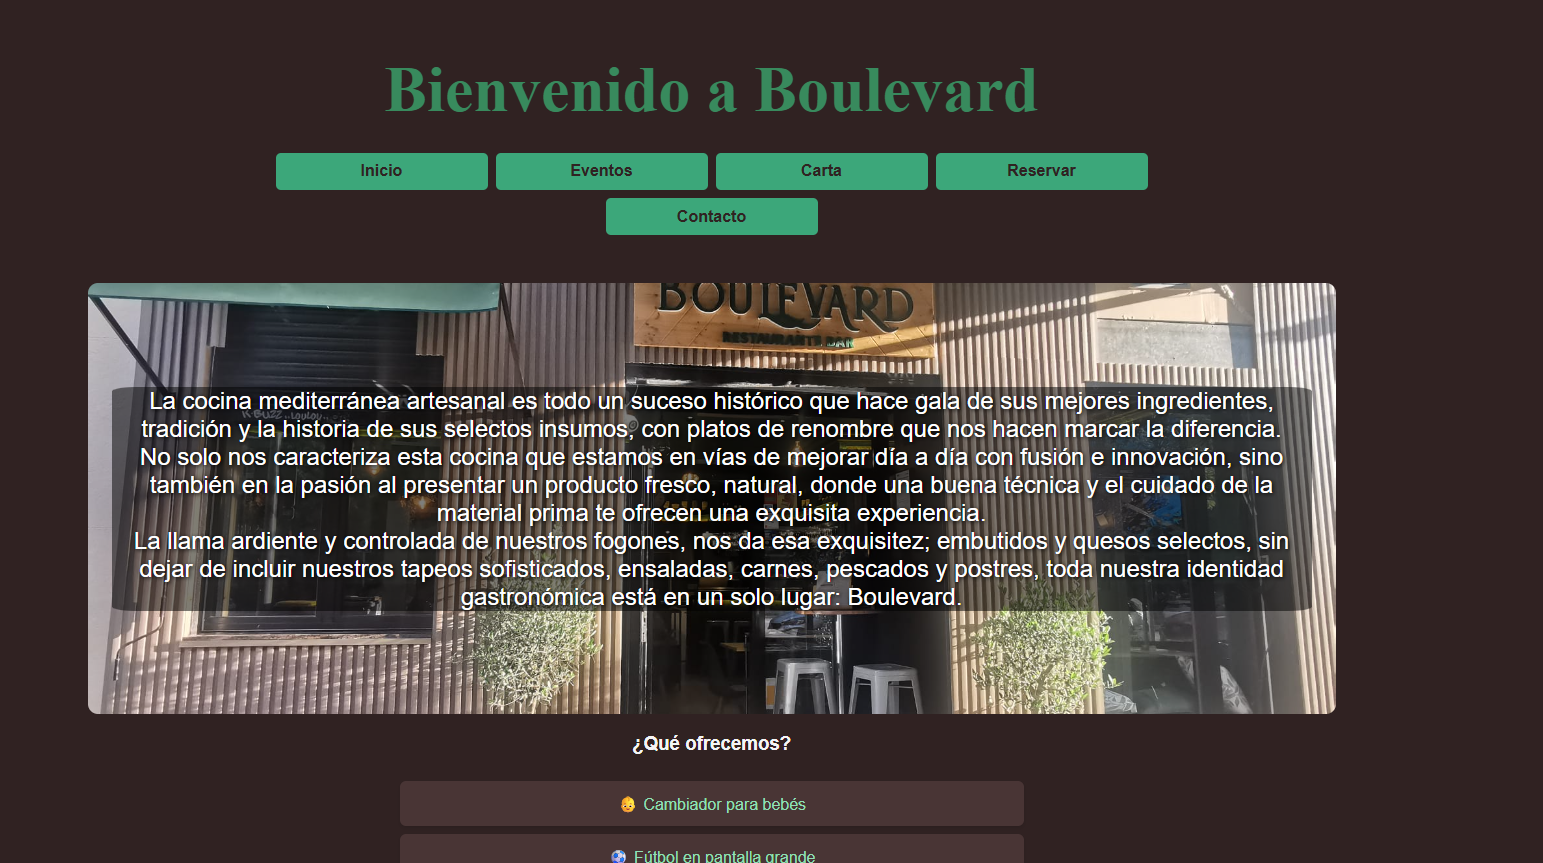 Bienvenido a Boulevard
Inicio
Eventos
Carta
Reservar
Contacto
BOULEVARD
RESTAURANTE BAR
La cocina mediterránea artesanal es todo un suceso histórico que hace gala de sus mejores ingredientes,
tradición y la historia de sus selectos insumos, con platos de renombre que nos hacen marcar la diferencia.
No solo nos caracteriza esta cocina que estamos en vías de mejorar día a día con fusión e innovación, sino
también en la pasión al presentar un producto fresco, natural, donde una buena técnica y el cuidado de la
material prima te ofrecen una exquisita experiencia.
La llama ardiente y controlada de nuestros fogones, nos da esa exquisitez; embutidos y quesos selectos, sin
dejar de incluir nuestros tapeos sofisticados, ensaladas, carnes, pescados y postres, toda nuestra identidad
gastronómica está en un solo lugar: Boulevard.
¿Qué ofrecemos?
👶 Cambiador para bebés
⚽ Fútbol en pantalla grande